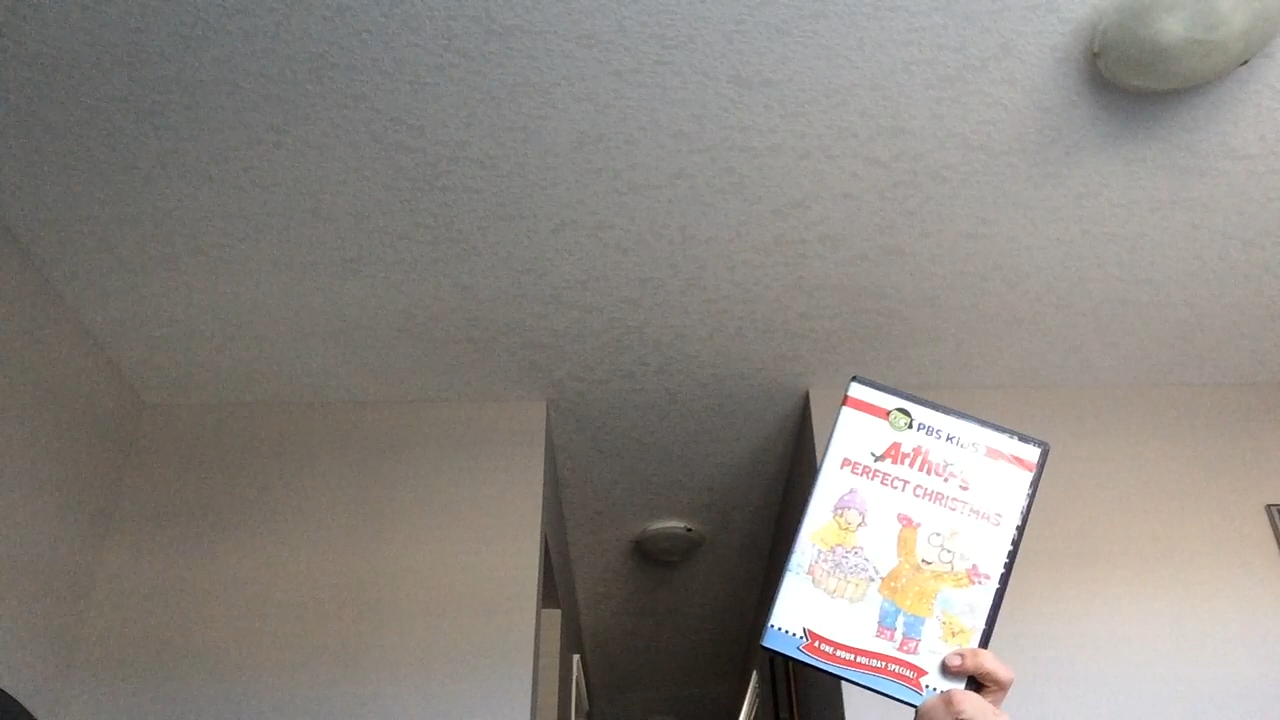 PBS KIDS
Arthur's
PERFECT CHRISTMAS
A ONE-HOUR HOLIDAY SPECIAL!